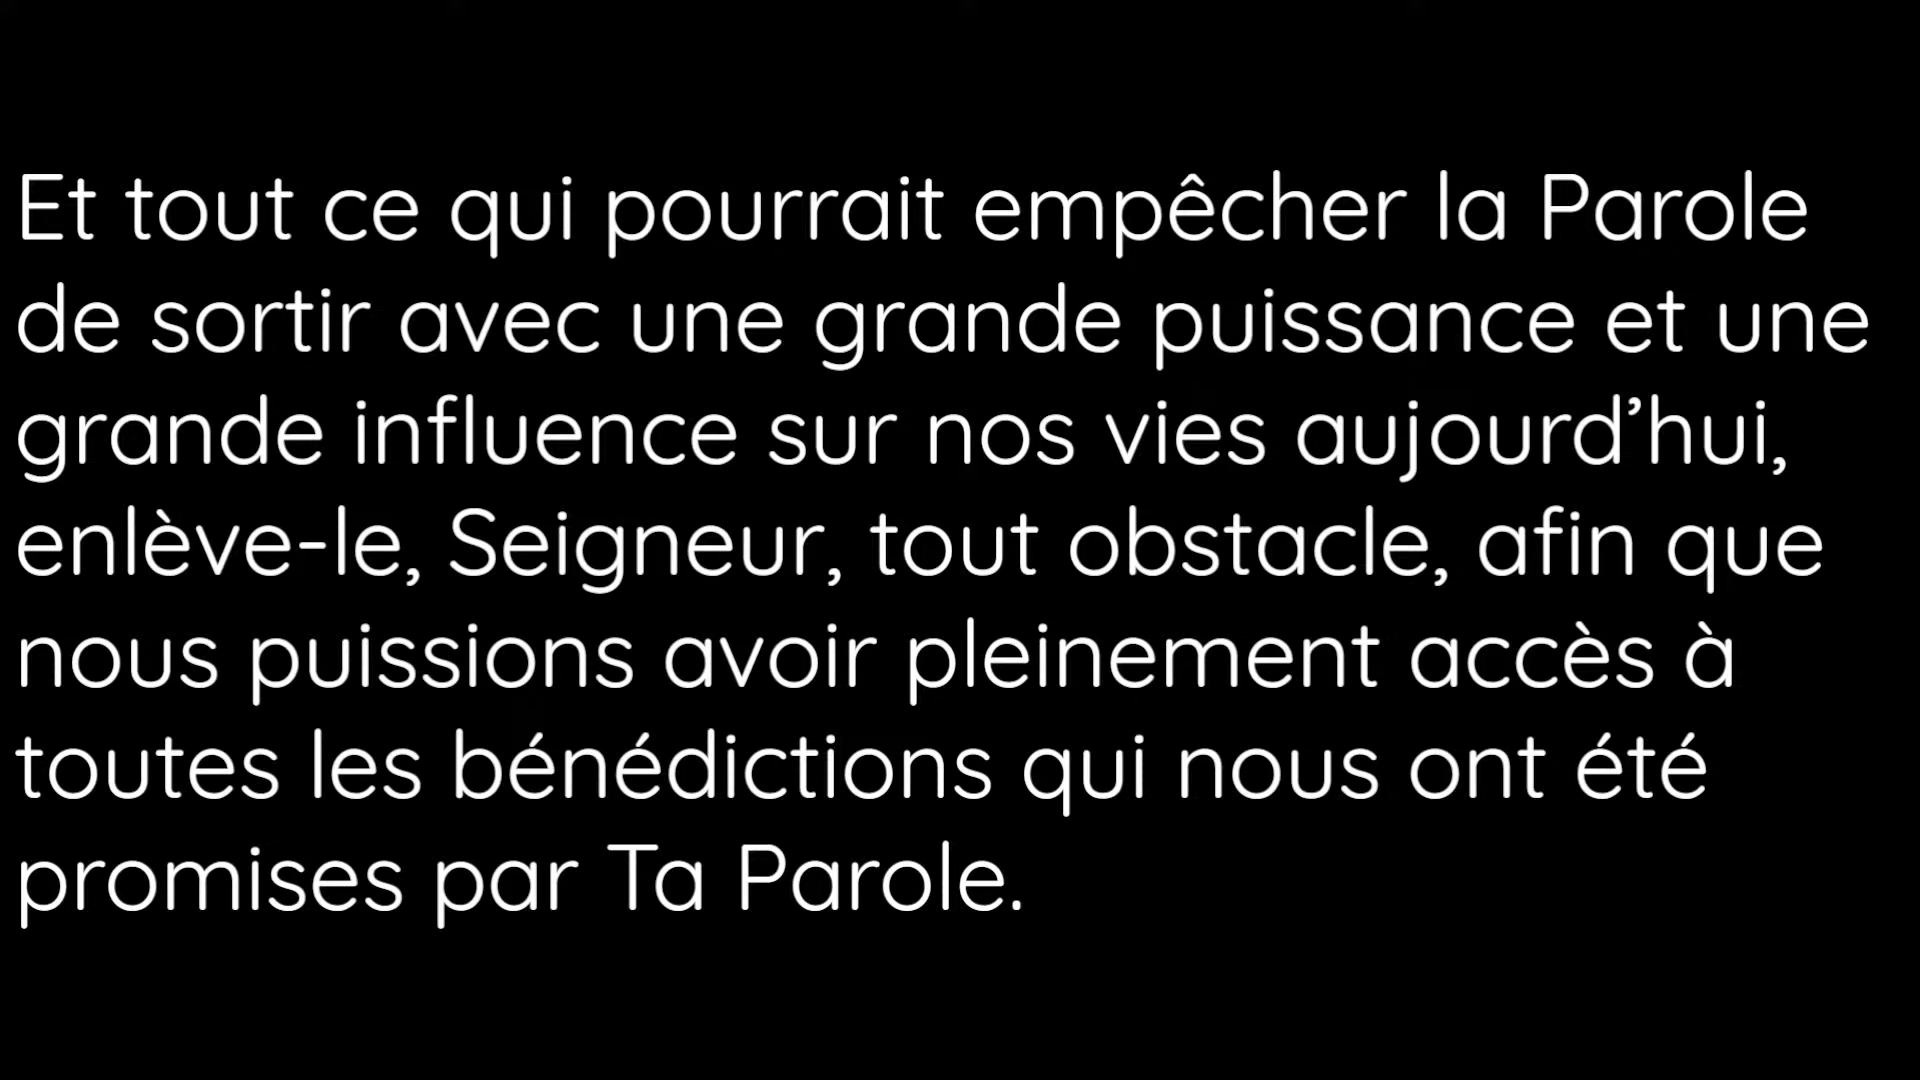 Et tout ce qui pourrait empêcher la Parole
de sortir avec une grande puissance et une
grande influence sur nos vies aujourd’hui,
enlève-le, Seigneur, tout obstacle, afin que
nous puissions avoir pleinement accès à
toutes les bénédictions qui nous ont été
promises par Ta Parole.